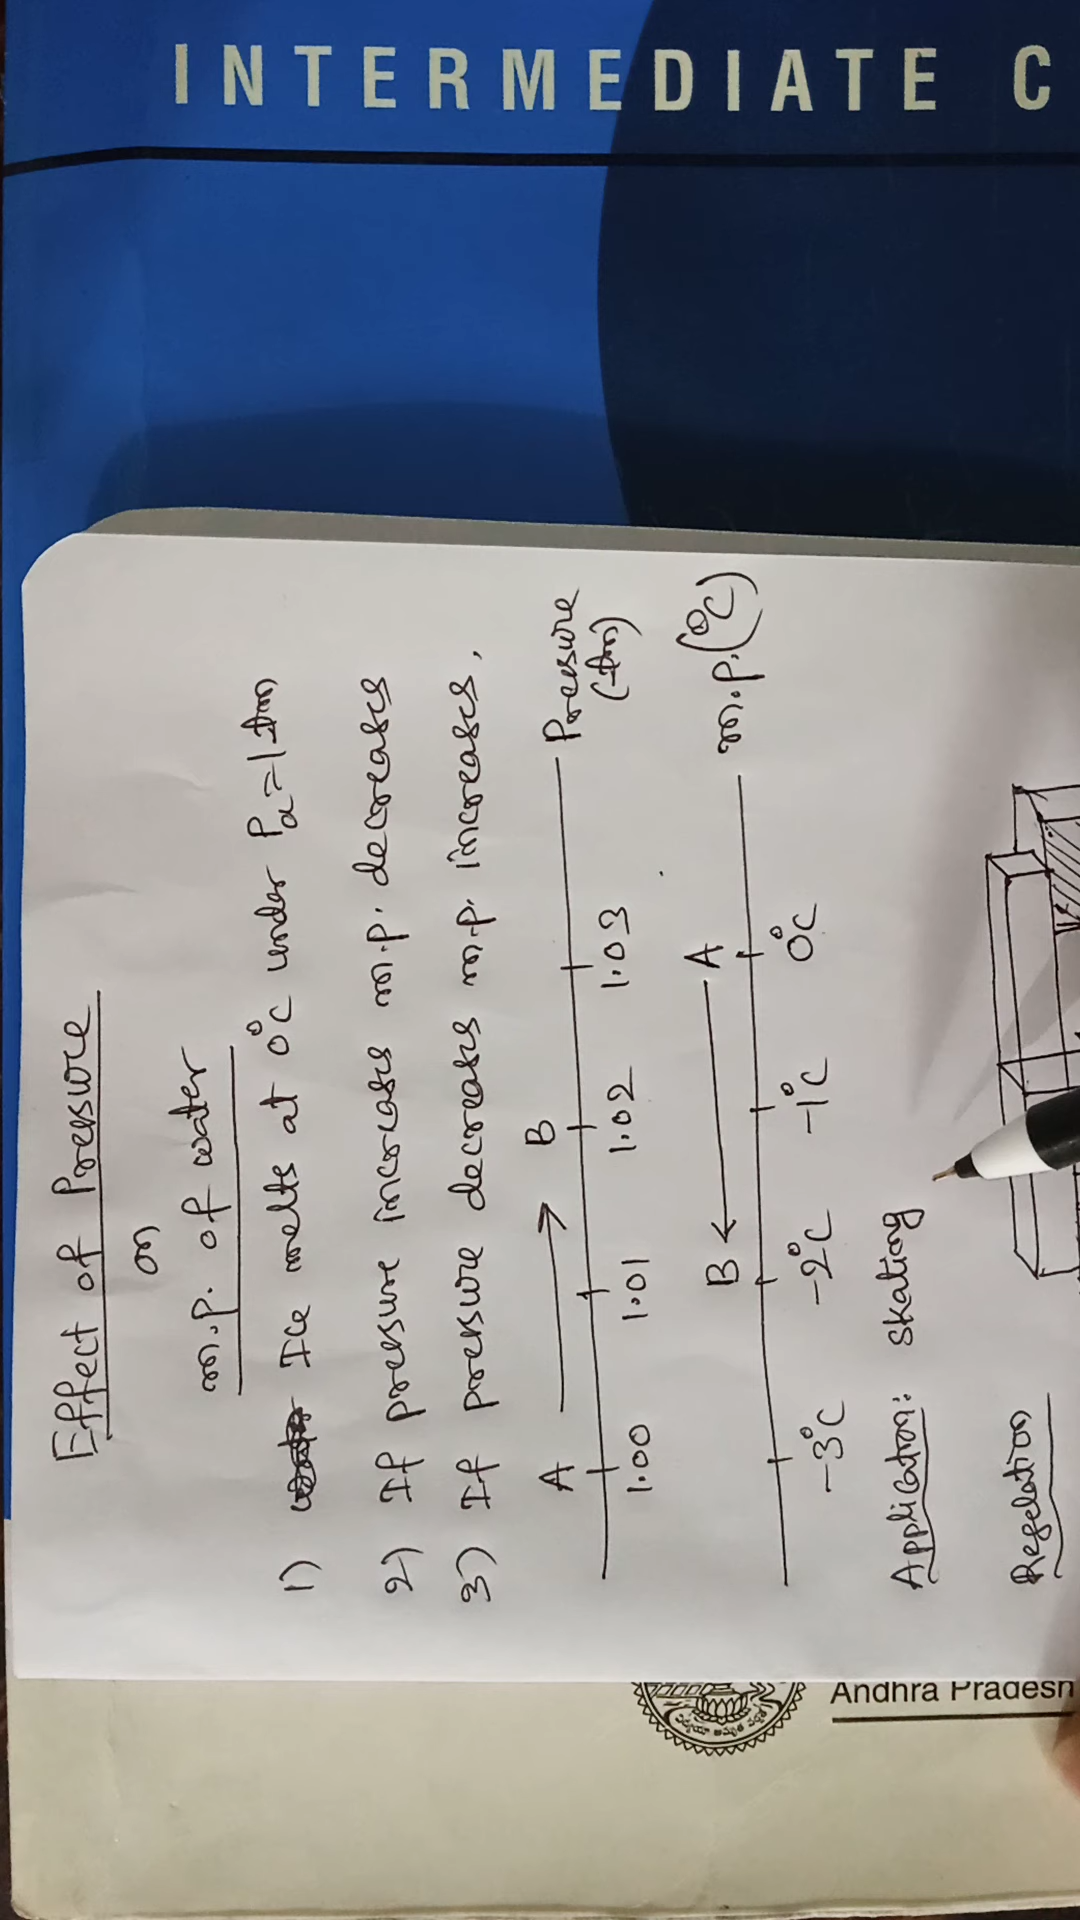 INTERMEDIATE C
Effect of Pressure
on
m.p. of water
1) Ice melts at 0°C under Pa = 1 atm
2) If pressure increases m.p. decreases
3) If pressure decreases m.p. increases,
A → B Pressure (atm)
1.00 1.01 1.02 1.03
B ← A m.p. (°C)
-3°C -2°C -1°C 0°C
Application: skating
Regelation
Andhra Pradesh